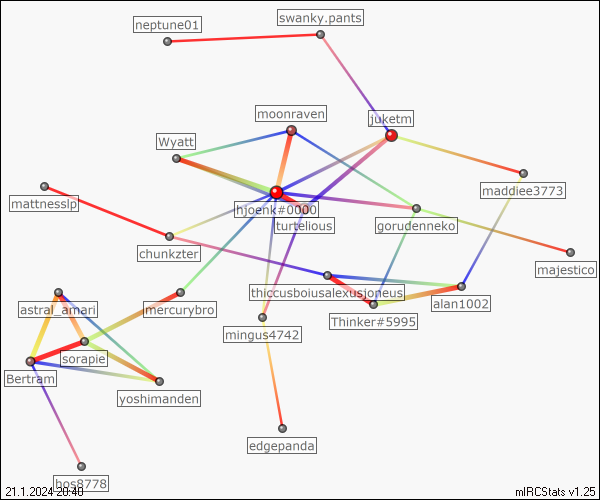 swanky.pants
neptune01
moonraven
juketm
Wyatt
maddiee3773
mattnesslp
hjoenk#0000
turtelious
gorudenneko
chunkzter
majestico
thiccusboiusalexusjoneus
astral_amari
mercurybro
alan1002
Thinker#5995
mingus4742
sorapie
Bertram
yoshimanden
edgepanda
hos8778
21.1.2024 20:40
mIRCStats v1.25